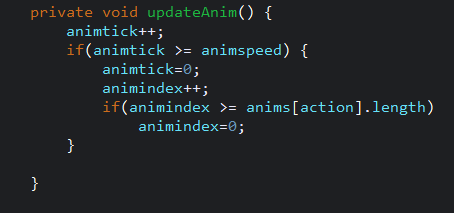 private void updateAnim() {
animtick++;
if(animtick >= animspeed) {
animtick=0;
animindex++;
if(animindex >= anims[action].length)
animindex=0;
}
}